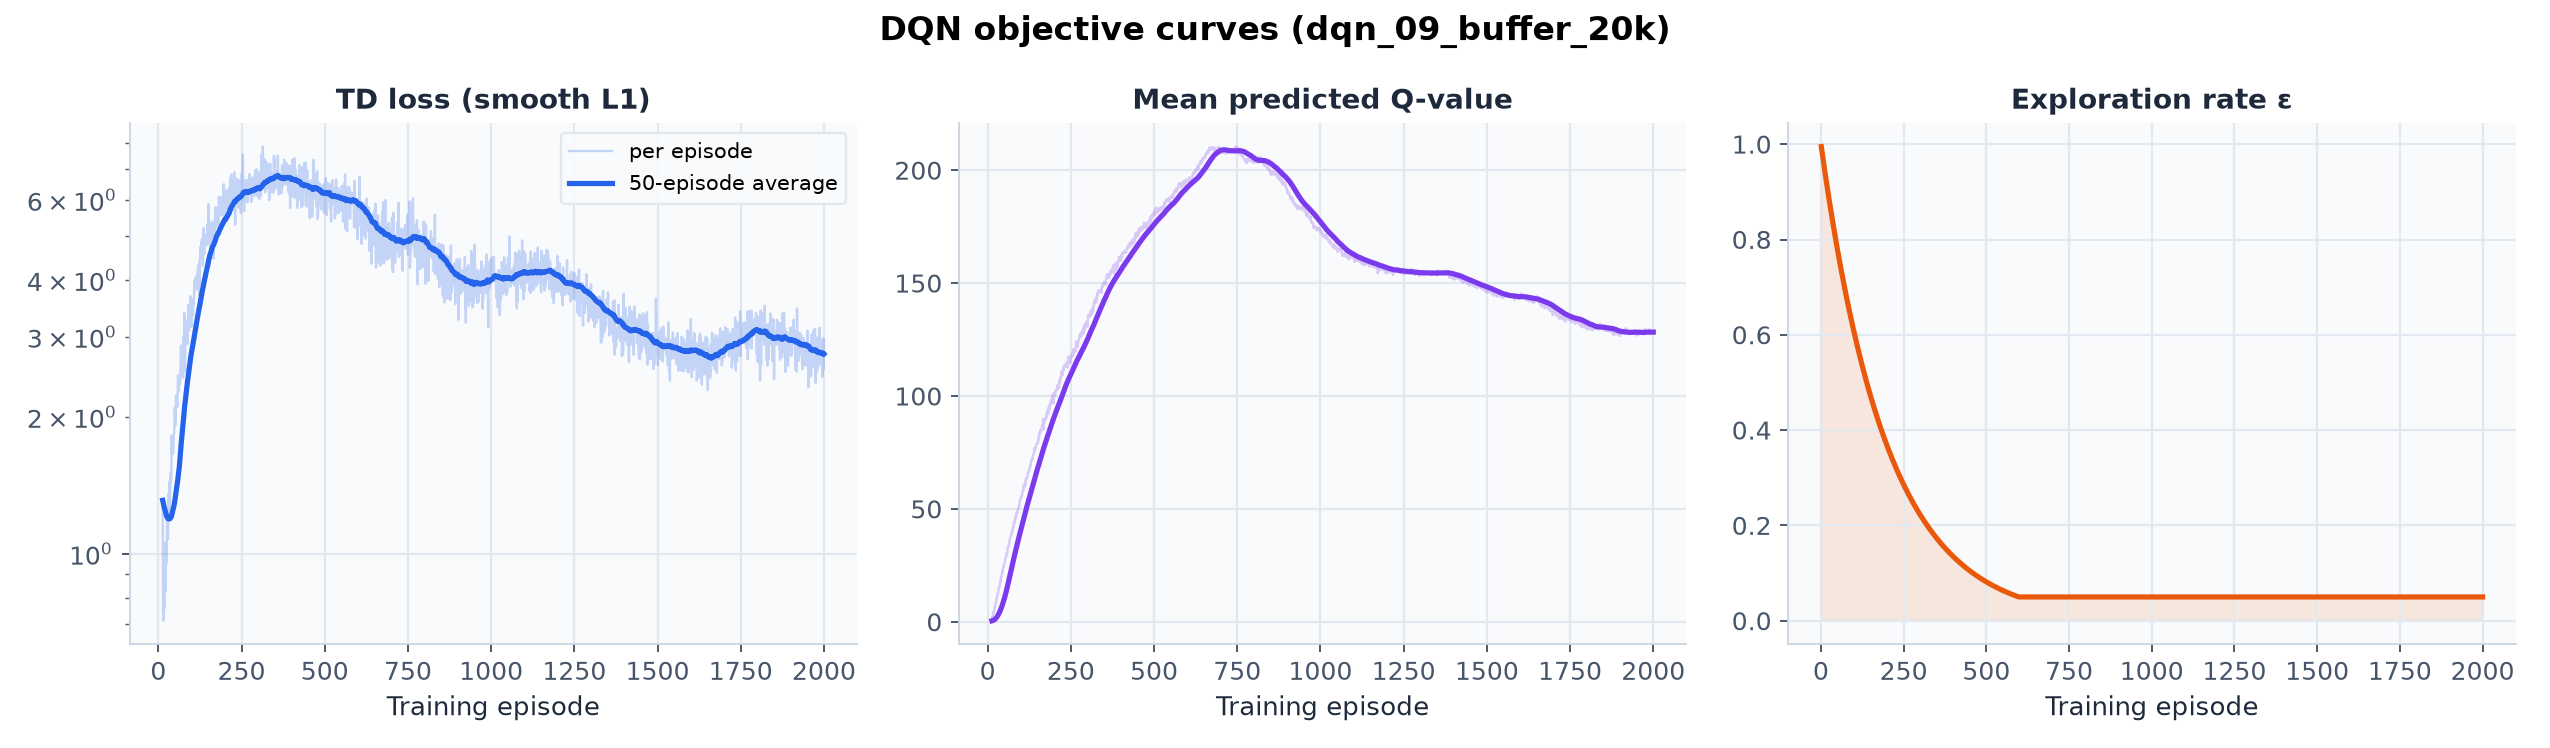 DQN objective curves (dqn_09_buffer_20k)
TD loss (smooth L1)
per episode
50-episode average
6 × 10⁰
4 × 10⁰
3 × 10⁰
2 × 10⁰
10⁰
0 250 500 750 1000 1250 1500 1750 2000
Training episode
Mean predicted Q-value
200
150
100
50
0
0 250 500 750 1000 1250 1500 1750 2000
Training episode
Exploration rate ε
1.0
0.8
0.6
0.4
0.2
0.0
0 250 500 750 1000 1250 1500 1750 2000
Training episode